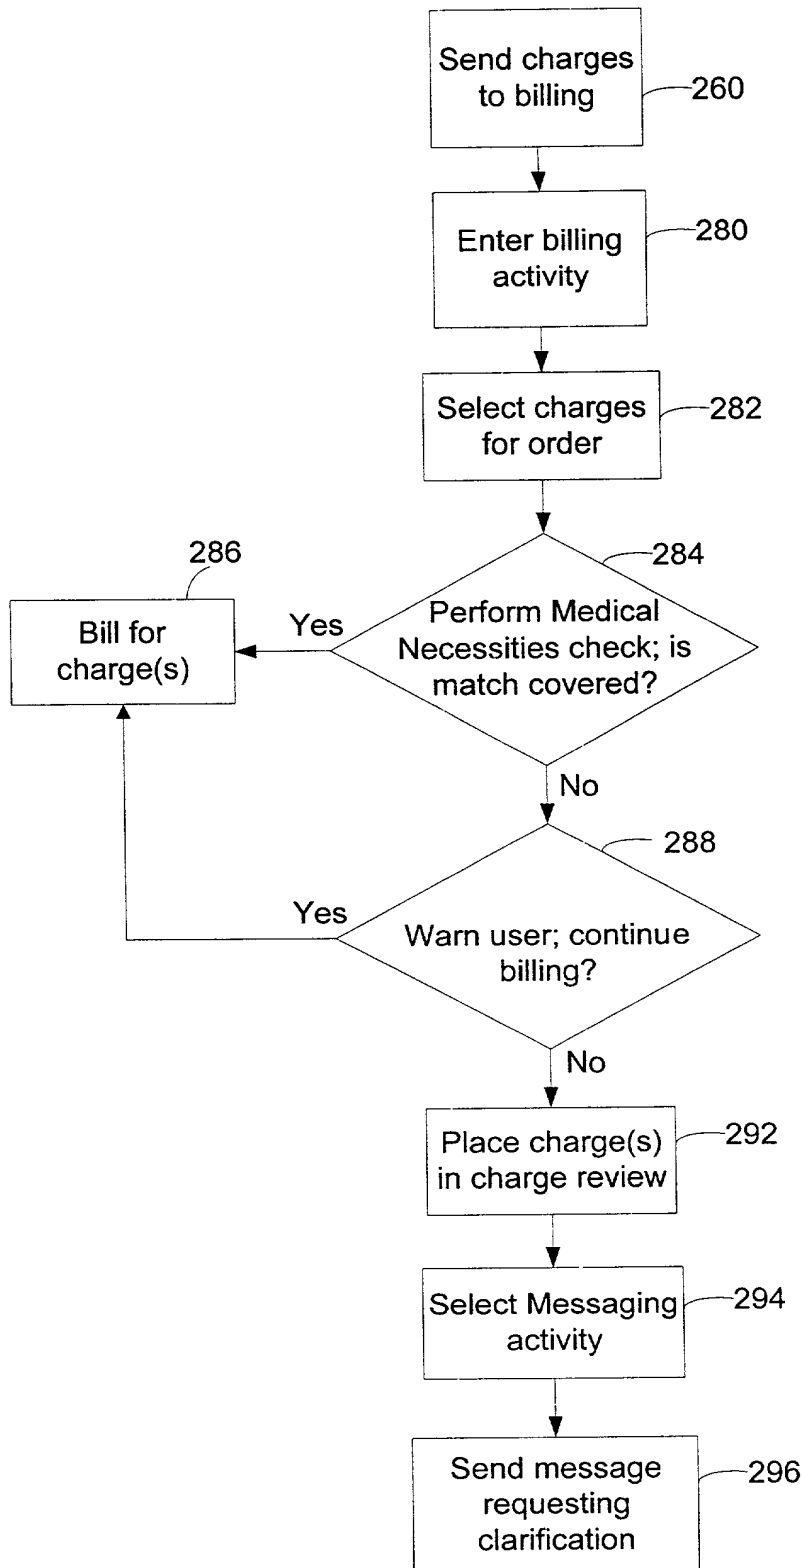 Send charges
to billing
260
Enter billing
activity
280
Select charges
for order
282
286
Bill for
charge(s)
Yes
284
Perform Medical
Necessities check; is
match covered?
No
288
Yes
Warn user; continue
billing?
No
Place charge(s)
in charge review
292
Select Messaging
activity
294
Send message
requesting
clarification
296